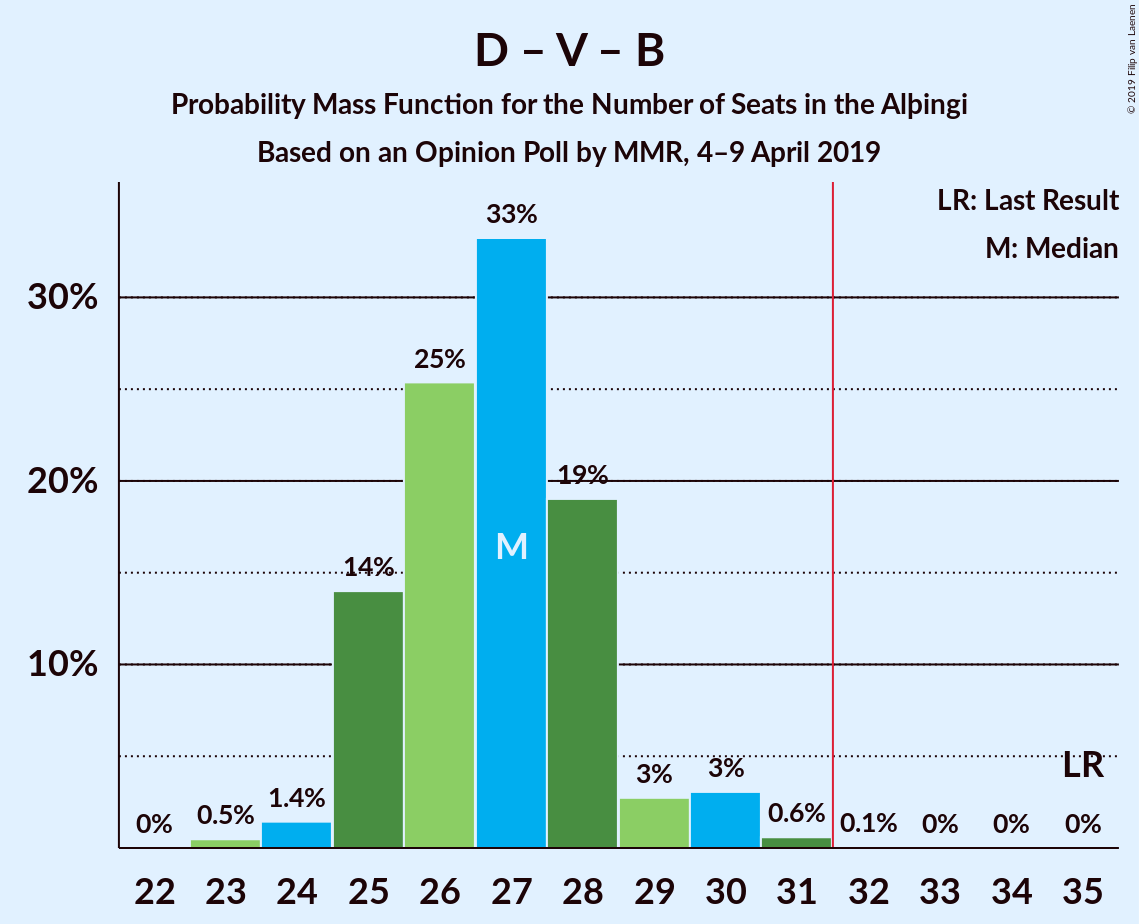 D – V – B
Probability Mass Function for the Number of Seats in the Alþingi
Based on an Opinion Poll by MMR, 4–9 April 2019
© 2019 Filip van Laenen
LR: Last Result
M: Median
33%
30%
25%
20%
19%
M
14%
10%
LR
3%
3%
1.4%
0%
0.5%
0.6%
0.1%
0%
0%
0%
22 23 24 25 26 27 28 29 30 31 32 33 34 35